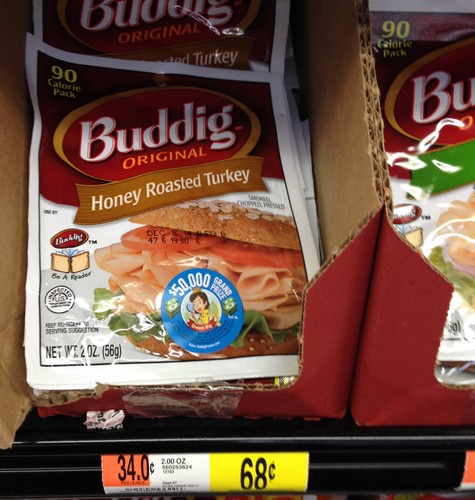 Buddig
ORIGINAL
Roasted Turkey
90
Calorie
Pack
90
Calorie
Pack
Buddig
ORIGINAL
Honey Roasted Turkey
SMOKED,
CHOPPED, PRESSED
Buddig
™
Be A Reader
$50,000 GRAND
PRIZE
KEEP REFRIGERATED
SERVING SUGGESTION
NET WT. 2 OZ. (56g)
Bu
34.0¢
2.00 OZ
68¢